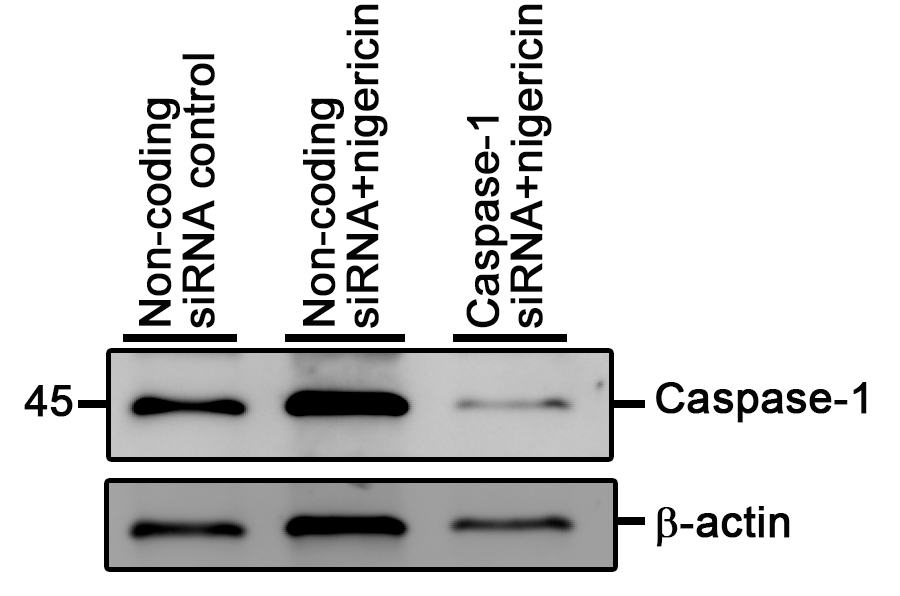 Non-coding
siRNA control
Non-coding
siRNA+nigericin
Caspase-1
siRNA+nigericin
45
Caspase-1
β-actin